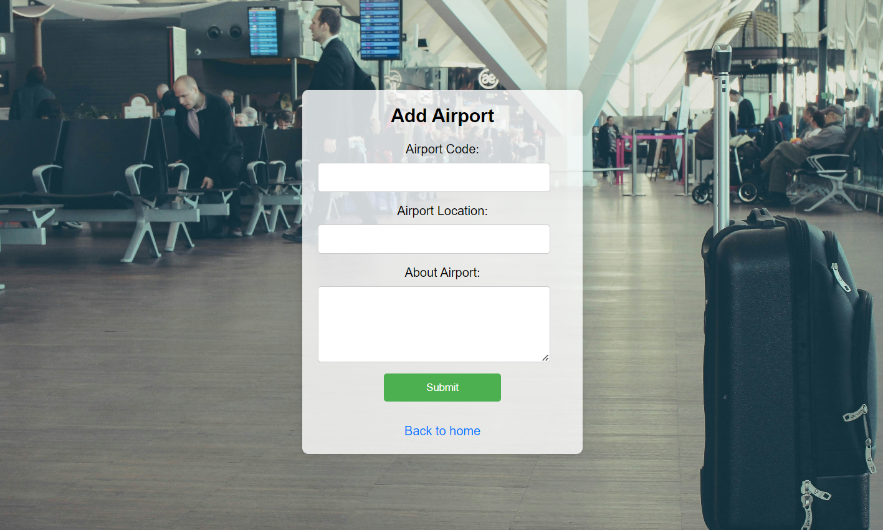 Add Airport
Airport Code:
Airport Location:
About Airport:
Submit
Back to home